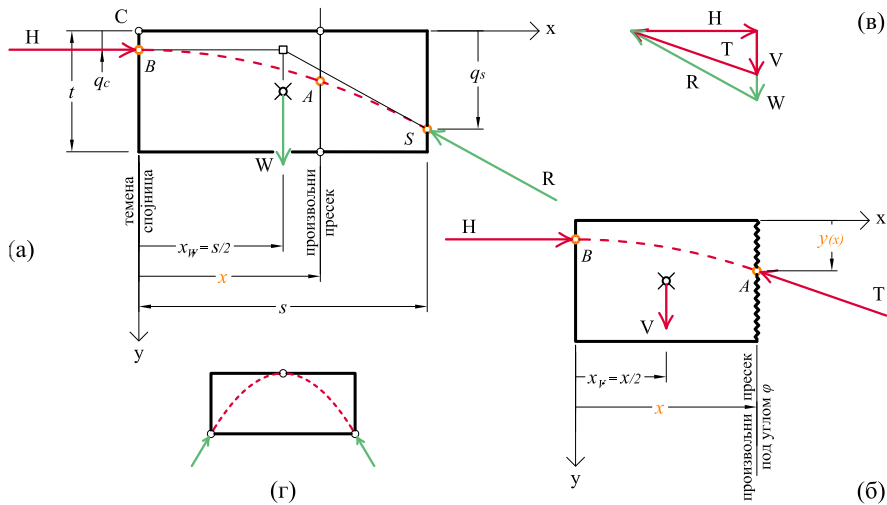 C
x
H
B
q_c
t
A
q_s
S
W
R
темена
спојница
произвољни
пресек
x_W = s/2
x
s
y
(а)
H
T
V
R
W
(в)
x
H
B
y(x)
A
T
V
x_V = x/2
x
произвољни пресек
под углом φ
y
(б)
(г)